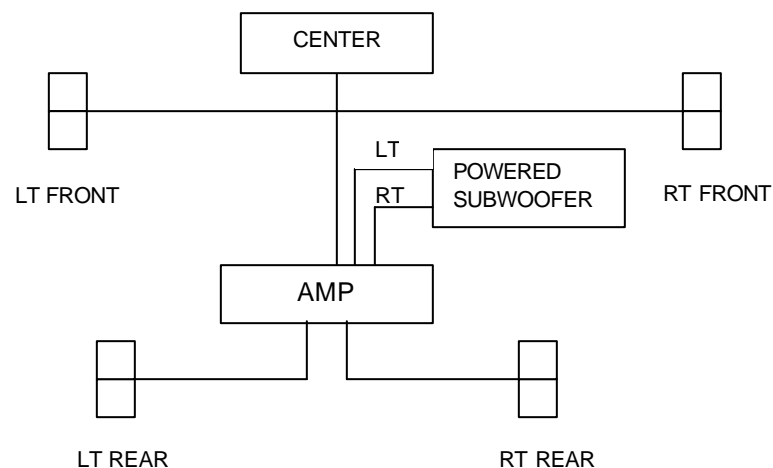 CENTER
LT
POWERED
SUBWOOFER
RT
LT FRONT
RT FRONT
AMP
LT REAR
RT REAR